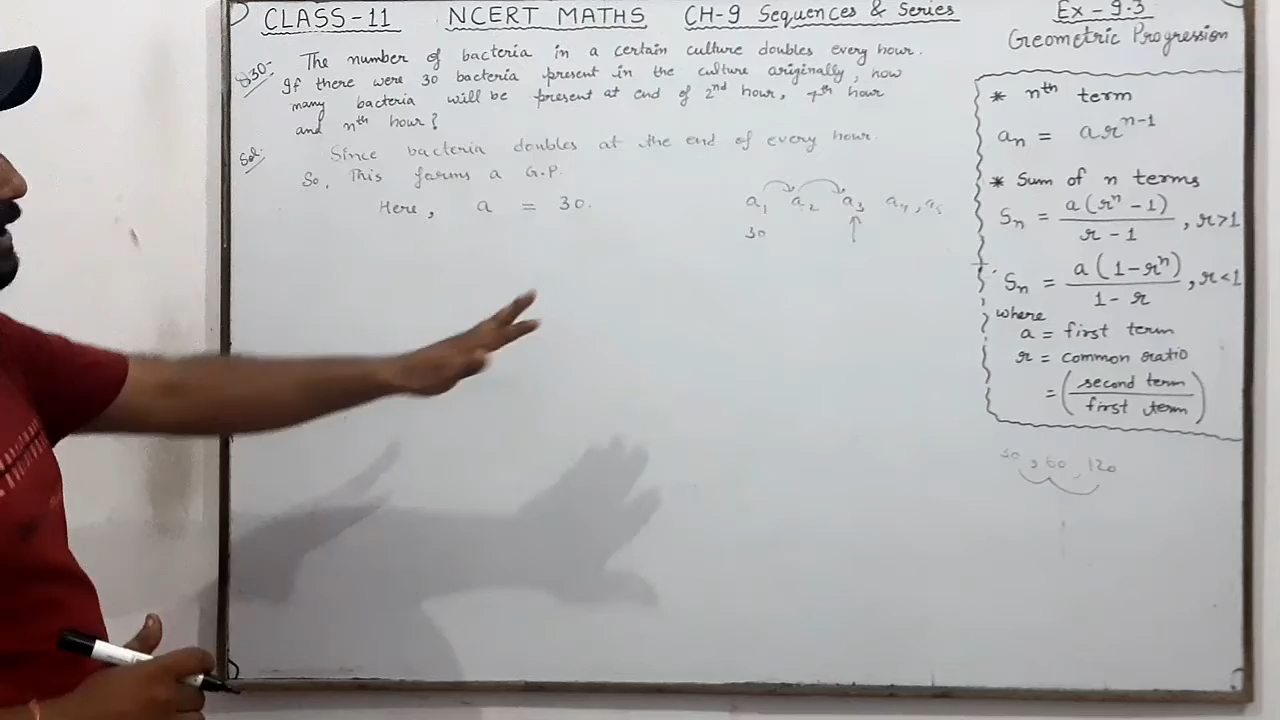 CLASS-11 NCERT MATHS CH-9 Sequences & Series
Ex-9.3
Geometric Progression
Q30- The number of bacteria in a certain culture doubles every hour.
If there were 30 bacteria present in the culture originally, how
many bacteria will be present at end of 2nd hour, 4th hour
and nth hour?
Sol. Since bacteria doubles at the end of every hour.
So, This forms a G.P.
Here, a = 30.
a1 a2 a3 a4, a5
30 ↑
* nth term
an = ar^n-1
* Sum of n terms
Sn = a(r^n - 1) / r - 1, r>1
Sn = a(1-r^n) / 1-r, r<1
where
a = first term
r = common ratio
= (second term / first term)
30, 60, 120